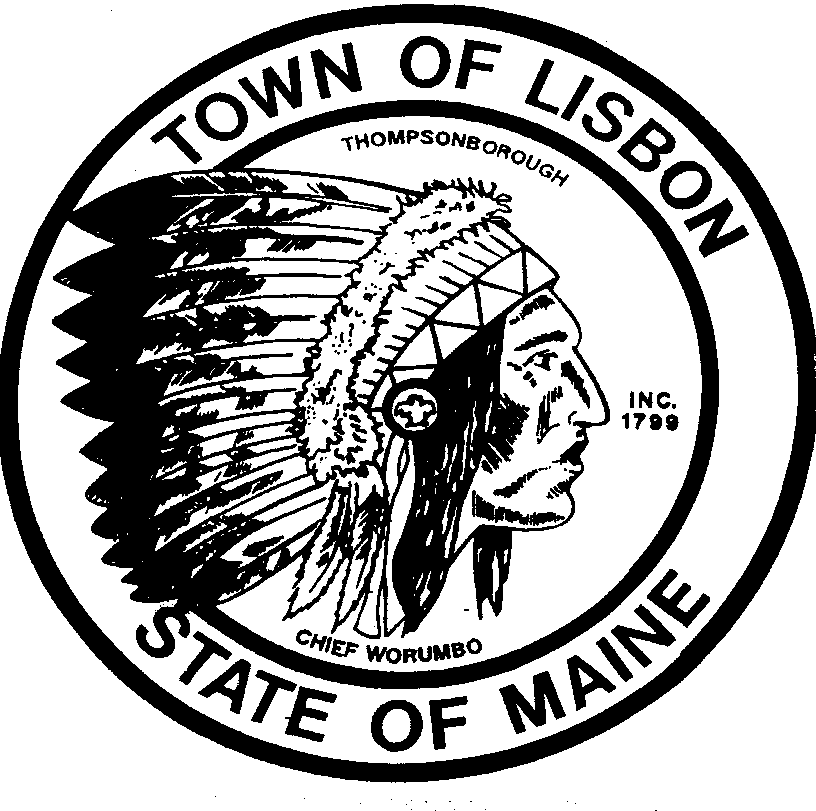 TOWN OF LISBON
THOMPSONBOROUGH
INC.
1799
CHIEF WORUMBO
STATE OF MAINE